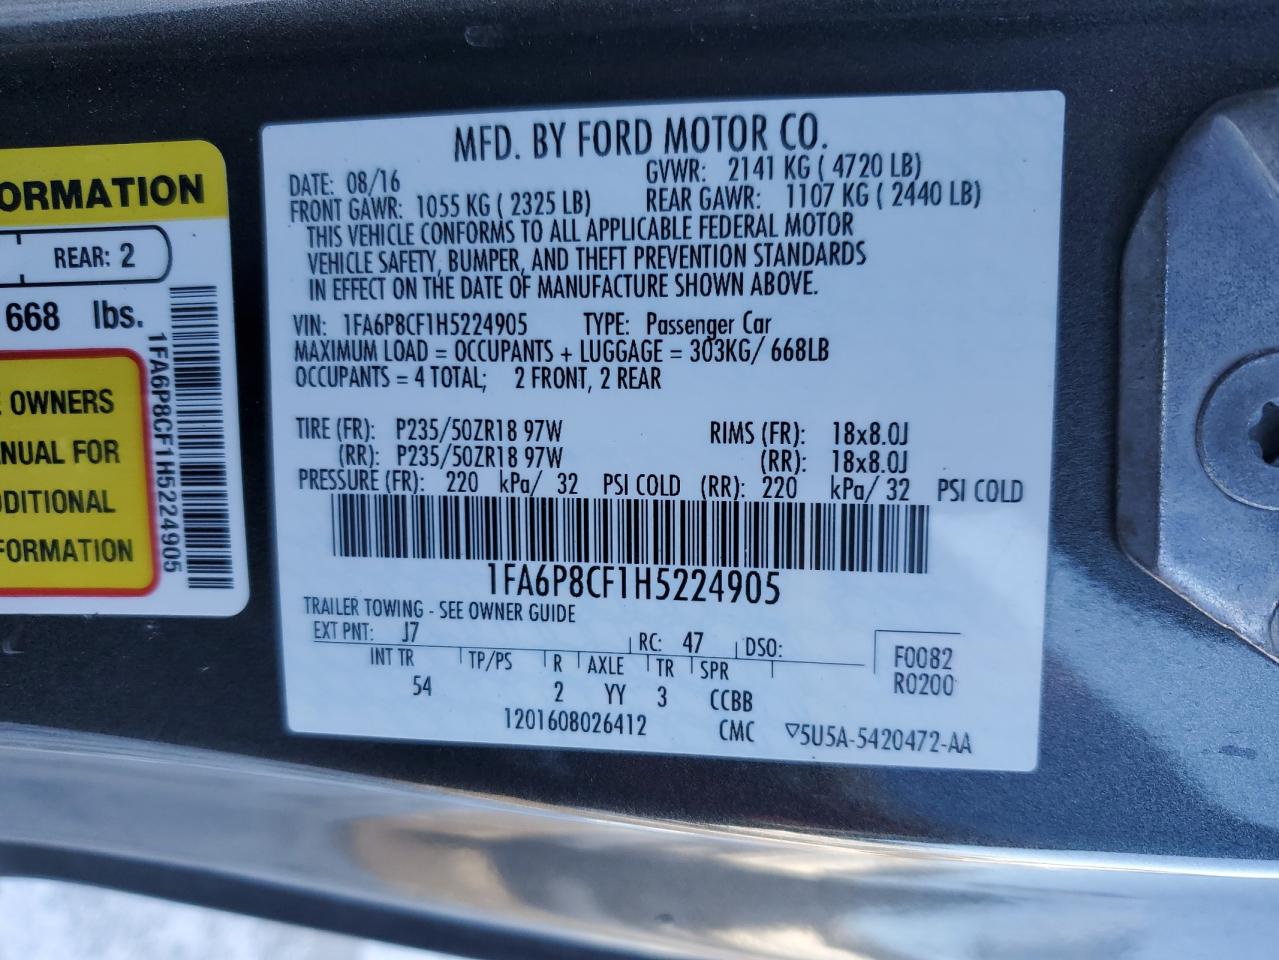 ORMATION
REAR: 2
668 lbs.
OWNERS
ANUAL FOR
DDITIONAL
FORMATION
1FA6P8CF1H5224905
MFD. BY FORD MOTOR CO.
DATE: 08/16 GVWR: 2141 KG ( 4720 LB)
FRONT GAWR: 1055 KG ( 2325 LB) REAR GAWR: 1107 KG ( 2440 LB)
THIS VEHICLE CONFORMS TO ALL APPLICABLE FEDERAL MOTOR
VEHICLE SAFETY, BUMPER, AND THEFT PREVENTION STANDARDS
IN EFFECT ON THE DATE OF MANUFACTURE SHOWN ABOVE.
VIN: 1FA6P8CF1H5224905 TYPE: Passenger Car
MAXIMUM LOAD = OCCUPANTS + LUGGAGE = 303KG/ 668LB
OCCUPANTS = 4 TOTAL; 2 FRONT, 2 REAR
TIRE (FR): P235/50ZR18 97W RIMS (FR): 18x8.0J
(RR): P235/50ZR18 97W (RR): 18x8.0J
PRESSURE (FR): 220 kPa/ 32 PSI COLD (RR): 220 kPa/ 32 PSI COLD
1FA6P8CF1H5224905
TRAILER TOWING - SEE OWNER GUIDE
EXT PNT: J7 RC: 47 DSO:
INT TR TP/PS R AXLE TR SPR F0082
54 2 YY 3 CCBB R0200
1201608026412 CMC ▽5U5A-5420472-AA